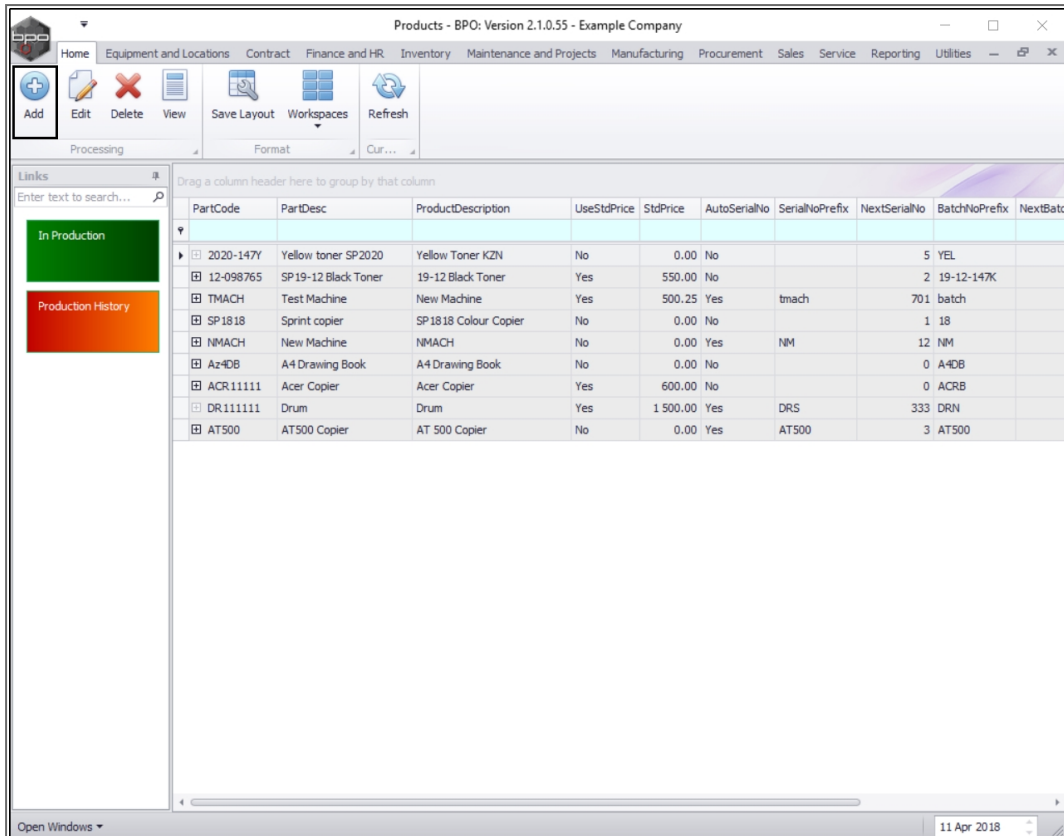 Products - BPO: Version 2.1.0.55 - Example Company
bpo
Home Equipment and Locations Contract Finance and HR Inventory Maintenance and Projects Manufacturing Procurement Sales Service Reporting Utilities
Add Edit Delete View Save Layout Workspaces Refresh
Processing Format Cur...
Links
Enter text to search...
In Production
Production History
Drag a column header here to group by that column
PartCode PartDesc ProductDescription UseStdPrice StdPrice AutoSerialNo SerialNoPrefix NextSerialNo BatchNoPrefix NextBatc
2020-147Y Yellow toner SP2020 Yellow Toner KZN No 0.00 No 5 YEL
12-098765 SP19-12 Black Toner 19-12 Black Toner Yes 550.00 No 2 19-12-147K
TMACH Test Machine New Machine Yes 500.25 Yes tmach 701 batch
SP1818 Sprint copier SP1818 Colour Copier No 0.00 No 1 18
NMACH New Machine NMACH No 0.00 Yes NM 12 NM
Az4DB A4 Drawing Book A4 Drawing Book No 0.00 No 0 A4DB
ACR11111 Acer Copier Acer Copier Yes 600.00 No 0 ACRB
DR111111 Drum Drum Yes 1 500.00 Yes DRS 333 DRN
AT500 AT500 Copier AT 500 Copier No 0.00 Yes AT500 3 AT500
Open Windows 11 Apr 2018